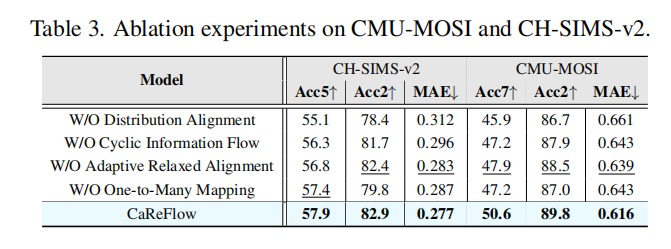 Table 3. Ablation experiments on CMU-MOSI and CH-SIMS-v2.
Model CH-SIMS-v2 CMU-MOSI
Acc5↑ Acc2↑ MAE↓ Acc7↑ Acc2↑ MAE↓
W/O Distribution Alignment 55.1 78.4 0.312 45.9 86.7 0.661
W/O Cyclic Information Flow 56.3 81.7 0.296 47.2 87.9 0.643
W/O Adaptive Relaxed Alignment 56.8 82.4 0.283 47.9 88.5 0.639
W/O One-to-Many Mapping 57.4 79.8 0.287 47.2 87.0 0.643
CaReFlow 57.9 82.9 0.277 50.6 89.8 0.616